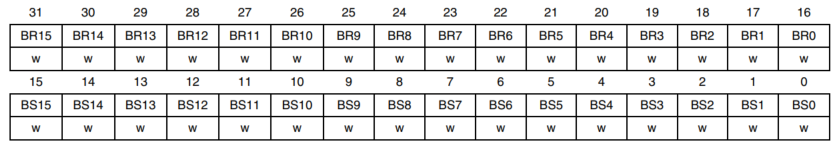 31 30 29 28 27 26 25 24 23 22 21 20 19 18 17 16
BR15 BR14 BR13 BR12 BR11 BR10 BR9 BR8 BR7 BR6 BR5 BR4 BR3 BR2 BR1 BR0
w w w w w w w w w w w w w w w w
15 14 13 12 11 10 9 8 7 6 5 4 3 2 1 0
BS15 BS14 BS13 BS12 BS11 BS10 BS9 BS8 BS7 BS6 BS5 BS4 BS3 BS2 BS1 BS0
w w w w w w w w w w w w w w w w